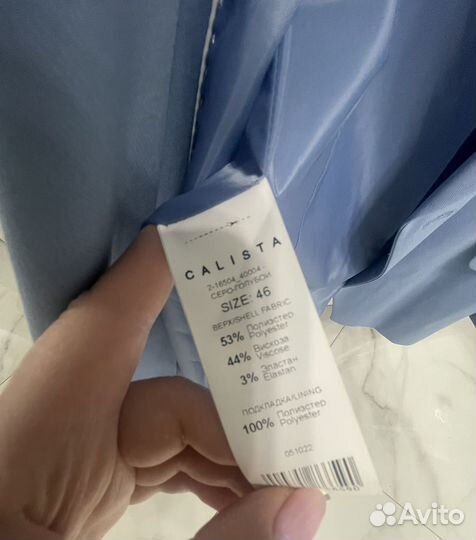 CALISTA
2-16504_40004 -
СЕРО-ГОЛУБОЙ
SIZE: 46
ВЕРХ/SHELL FABRIC
53% Полиэстер
Polyester
44% Вискоза
Viscose
3% Эластан
Elastan
ПОДКЛАДКА/LINING
100% Полиэстер
Polyester
051022
Avito